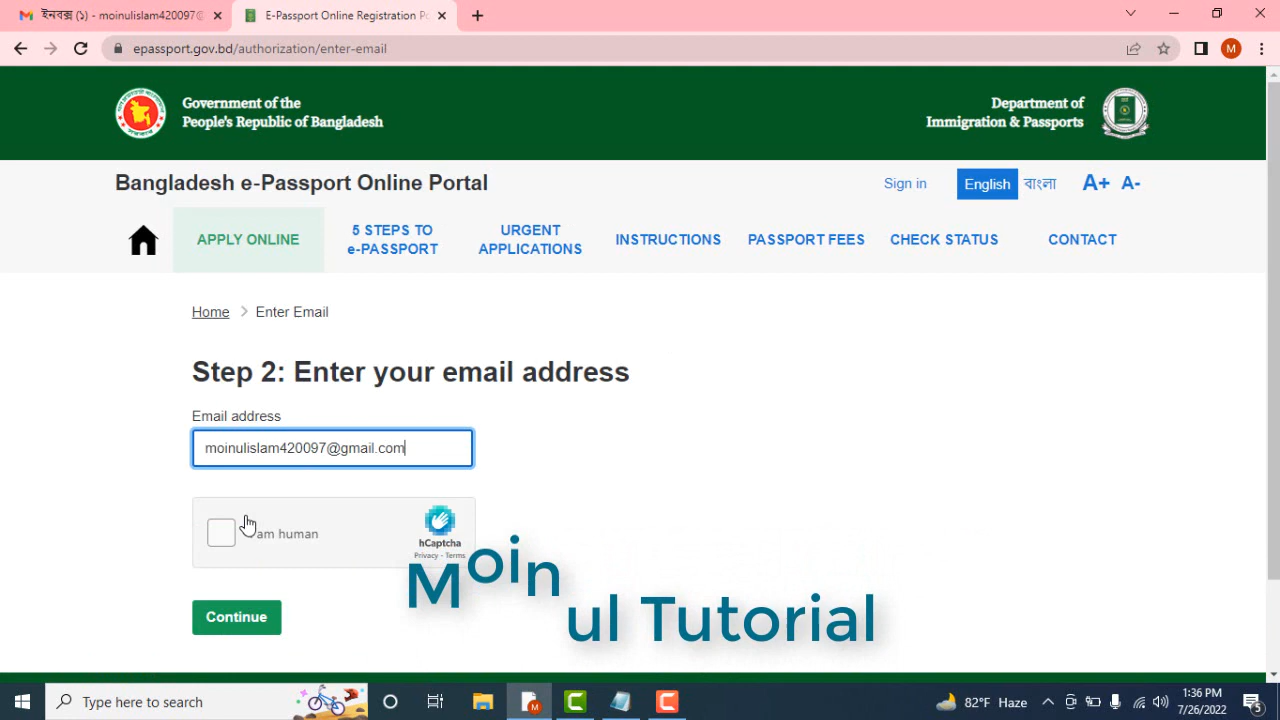 ইনবক্স (১) - moinulislam420097@
E-Passport Online Registration Po
epassport.gov.bd/authorization/enter-email
M
Government of the
People's Republic of Bangladesh
Department of
Immigration & Passports
Bangladesh e-Passport Online Portal
Sign in
English
বাংলা
A+
A-
APPLY ONLINE
5 STEPS TO
e-PASSPORT
URGENT
APPLICATIONS
INSTRUCTIONS
PASSPORT FEES
CHECK STATUS
CONTACT
Home
Enter Email
Step 2: Enter your email address
Email address
moinulislam420097@gmail.com
am human
hCaptcha
Privacy - Terms
Continue
Moin
ul Tutorial
Type here to search
82°F Haze
1:36 PM
7/26/2022
5